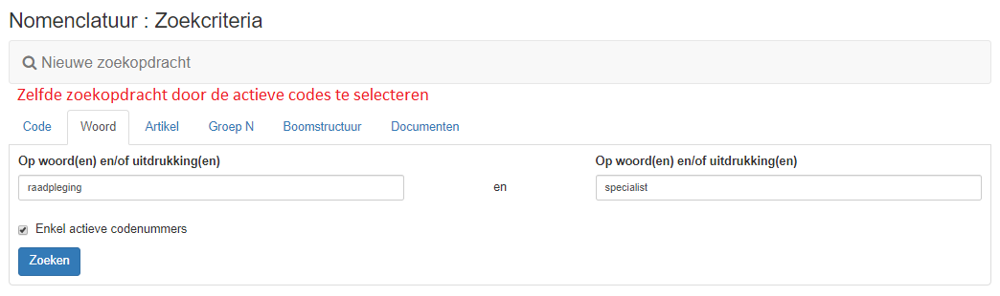 Nomenclatuur : Zoekcriteria
Nieuwe zoekopdracht
Zelfde zoekopdracht door de actieve codes te selecteren
Code Woord Artikel Groep N Boomstructuur Documenten
Op woord(en) en/of uitdrukking(en) Op woord(en) en/of uitdrukking(en)
raadpleging en specialist
Enkel actieve codenummers
Zoeken